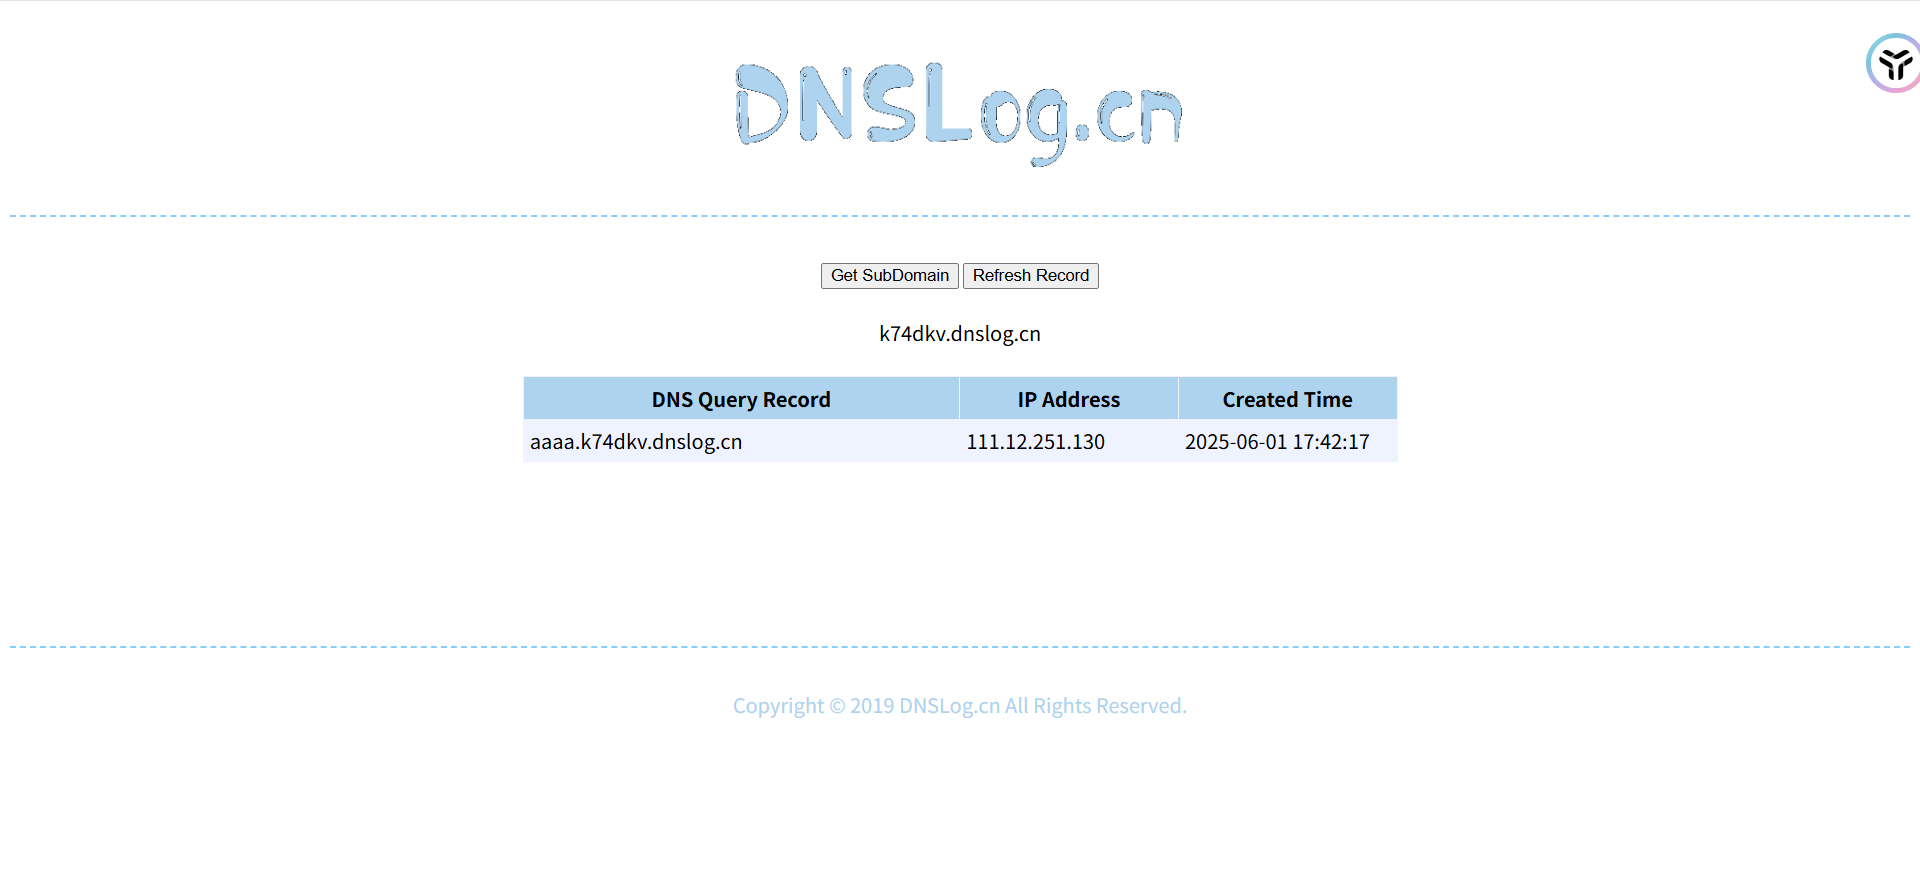 DNSLog.cn
Get SubDomain Refresh Record
k74dkv.dnslog.cn
DNS Query Record IP Address Created Time
aaaa.k74dkv.dnslog.cn 111.12.251.130 2025-06-01 17:42:17
Copyright © 2019 DNSLog.cn All Rights Reserved.